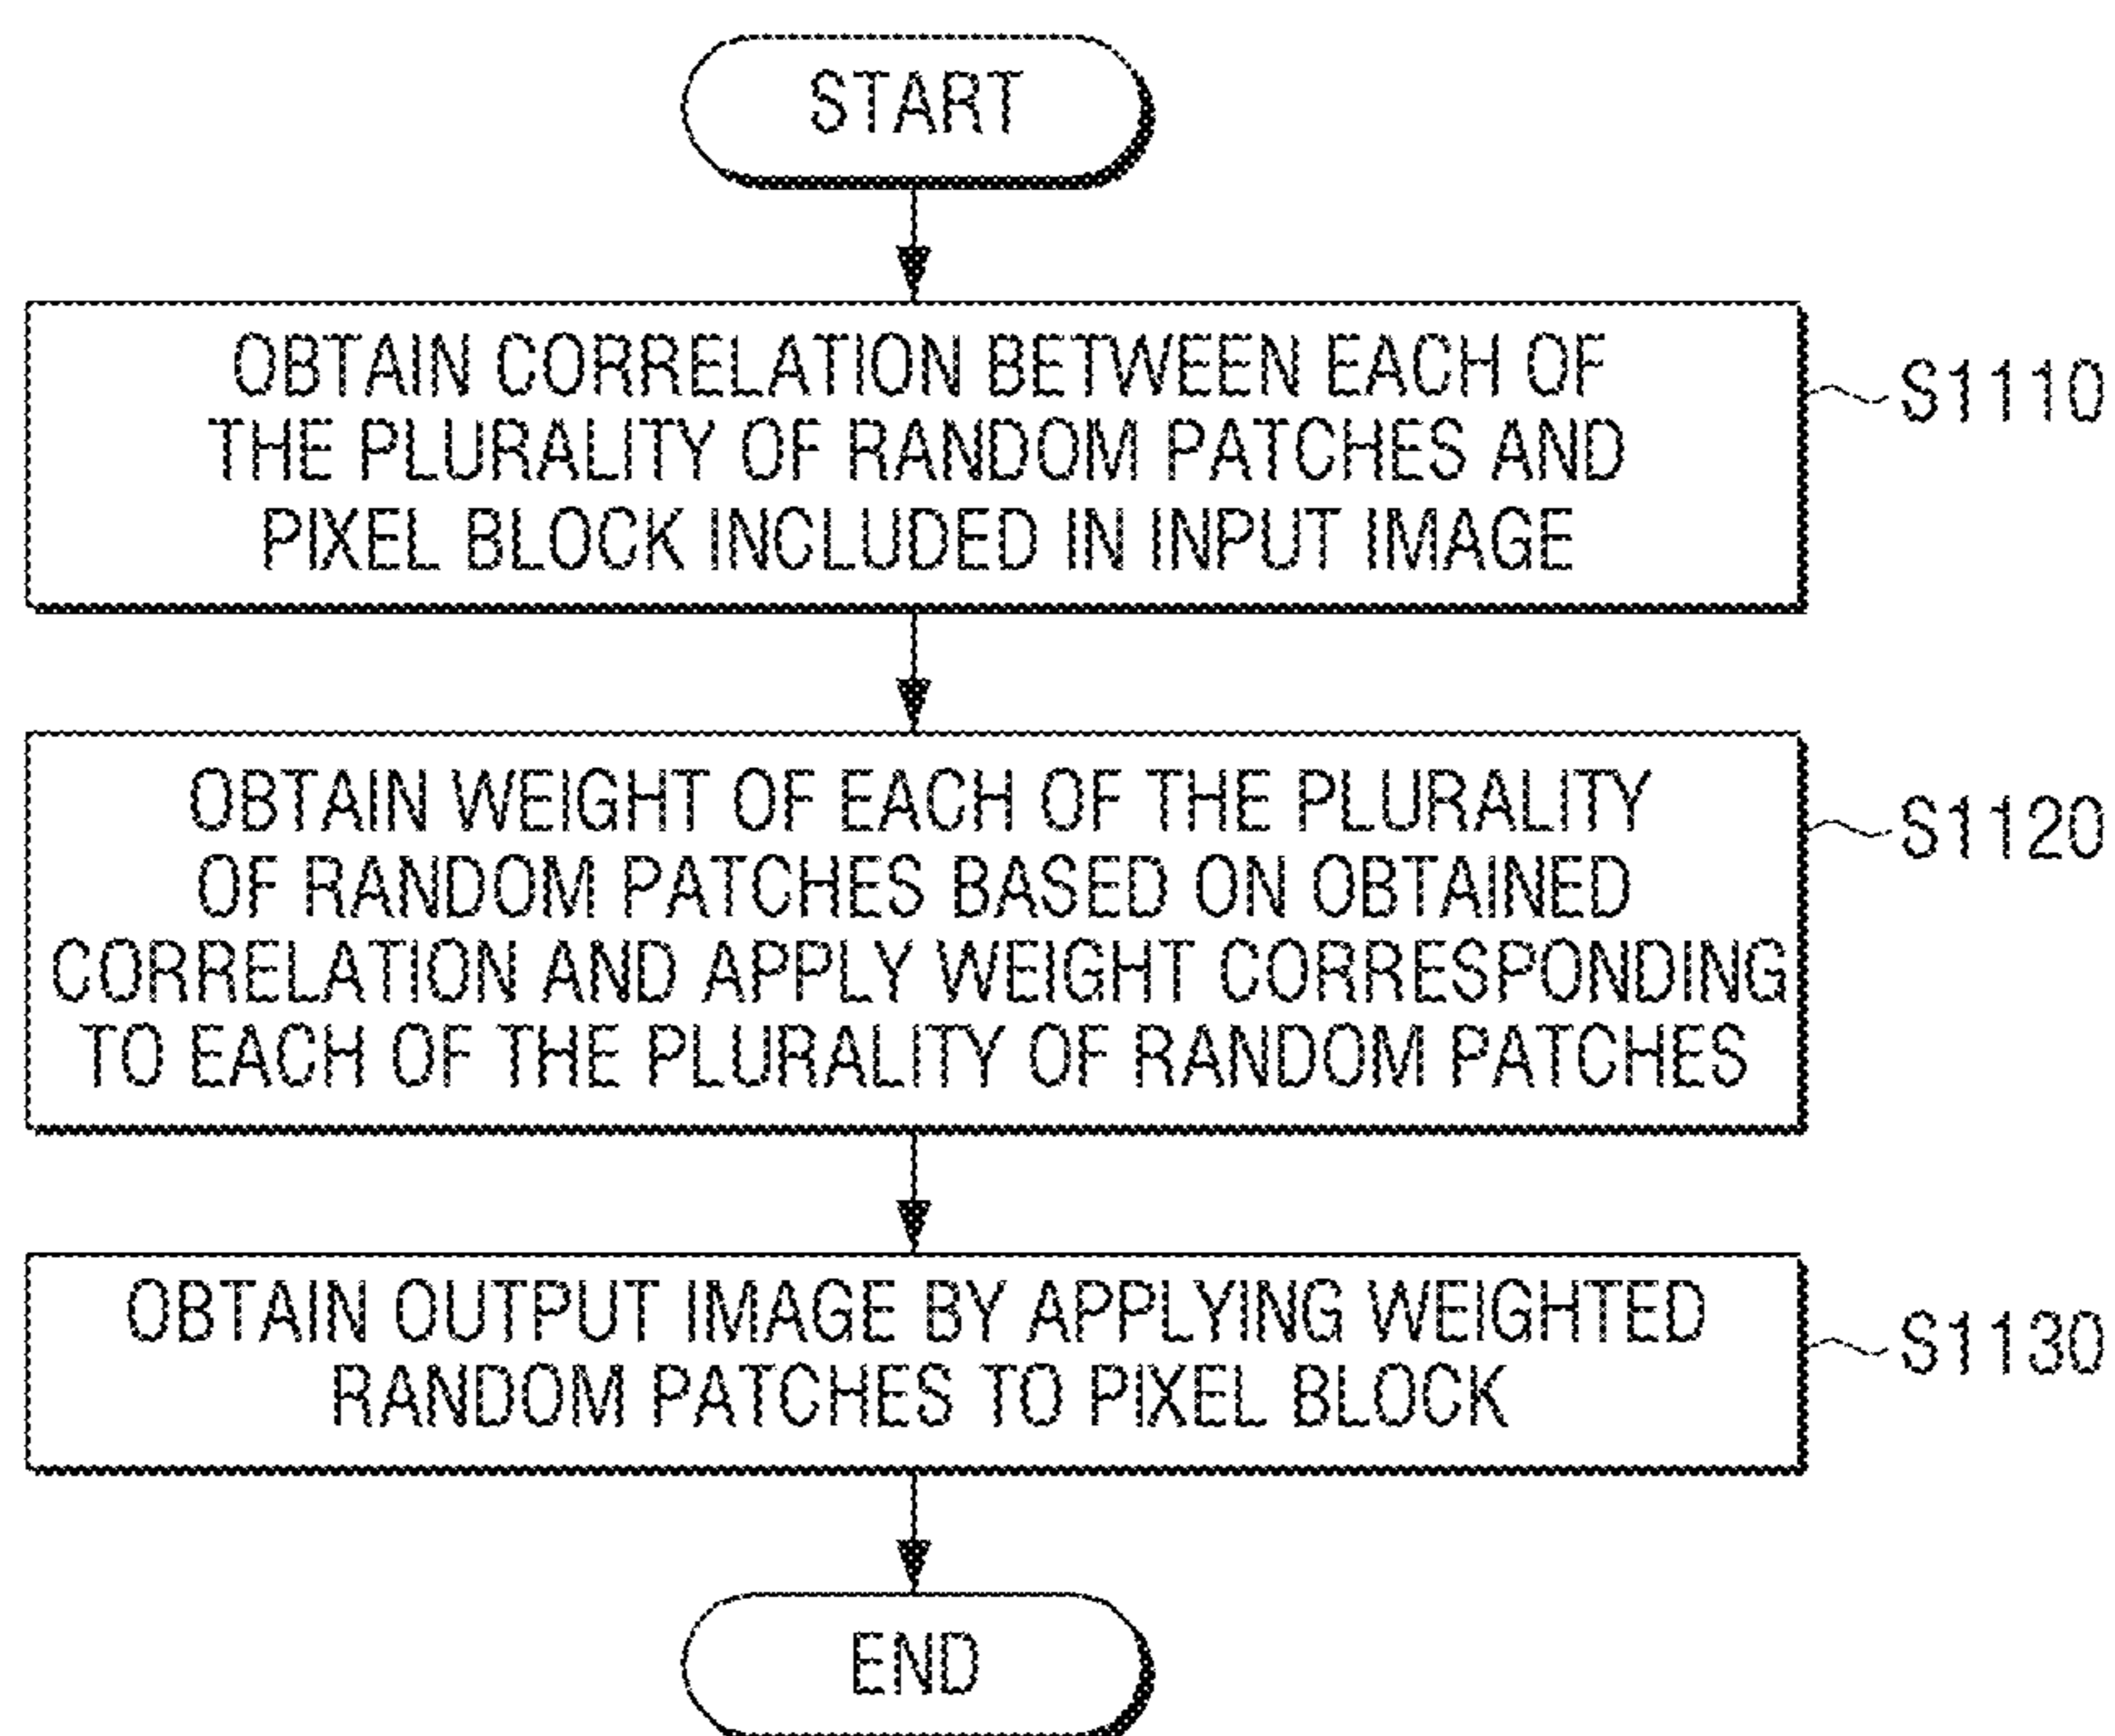 START
OBTAIN CORRELATION BETWEEN EACH OF
THE PLURALITY OF RANDOM PATCHES AND
PIXEL BLOCK INCLUDED IN INPUT IMAGE
S1110
OBTAIN WEIGHT OF EACH OF THE PLURALITY
OF RANDOM PATCHES BASED ON OBTAINED
CORRELATION AND APPLY WEIGHT CORRESPONDING
TO EACH OF THE PLURALITY OF RANDOM PATCHES
S1120
OBTAIN OUTPUT IMAGE BY APPLYING WEIGHTED
RANDOM PATCHES TO PIXEL BLOCK
S1130
END